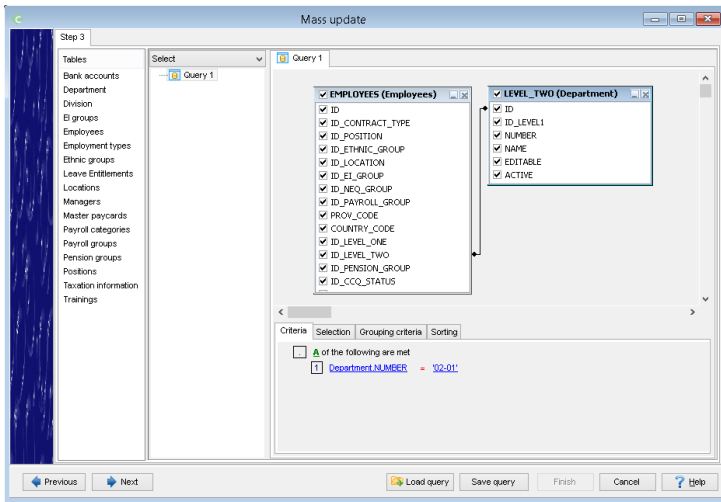 Mass update
Step 3
Tables
Bank accounts
Department
Division
EI groups
Employees
Employment types
Ethnic groups
Leave Entitlements
Locations
Managers
Master paycards
Payroll categories
Payroll groups
Pension groups
Positions
Taxation information
Trainings
Select
Query 1
Query 1
EMPLOYEES (Employees)
ID
ID_CONTRACT_TYPE
ID_POSITION
ID_ETHNIC_GROUP
ID_LOCATION
ID_EI_GROUP
ID_NEQ_GROUP
ID_PAYROLL_GROUP
PROV_CODE
COUNTRY_CODE
ID_LEVEL_ONE
ID_LEVEL_TWO
ID_PENSION_GROUP
ID_CCQ_STATUS
LEVEL_TWO (Department)
ID
ID_LEVEL1
NUMBER
NAME
EDITABLE
ACTIVE
Criteria Selection Grouping criteria Sorting
. A of the following are met
1 Department.NUMBER = '02-01'
Previous Next Load query Save query Finish Cancel ? Help